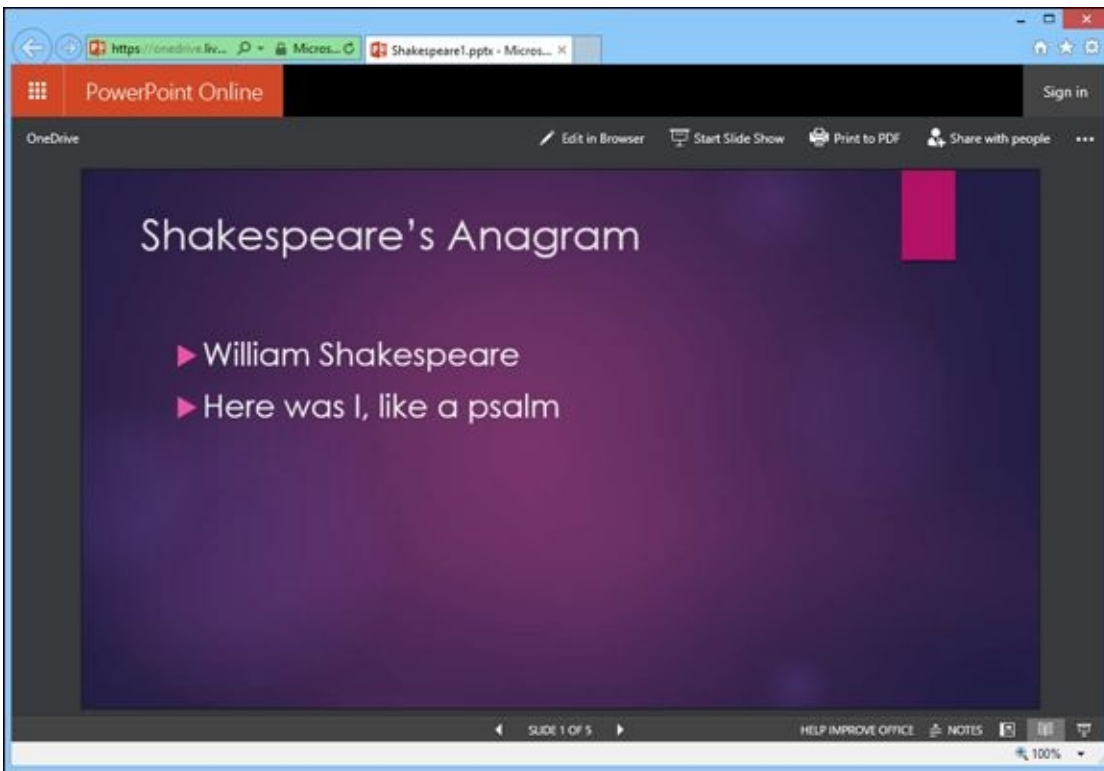 https://onedrive.liv... Micros... Shakespeare1.pptx - Micros...
PowerPoint Online Sign in
OneDrive Edit in Browser Start Slide Show Print to PDF Share with people ...
Shakespeare's Anagram
William Shakespeare
Here was I, like a psalm
SLIDE 1 OF 5 HELP IMPROVE OFFICE NOTES
100%